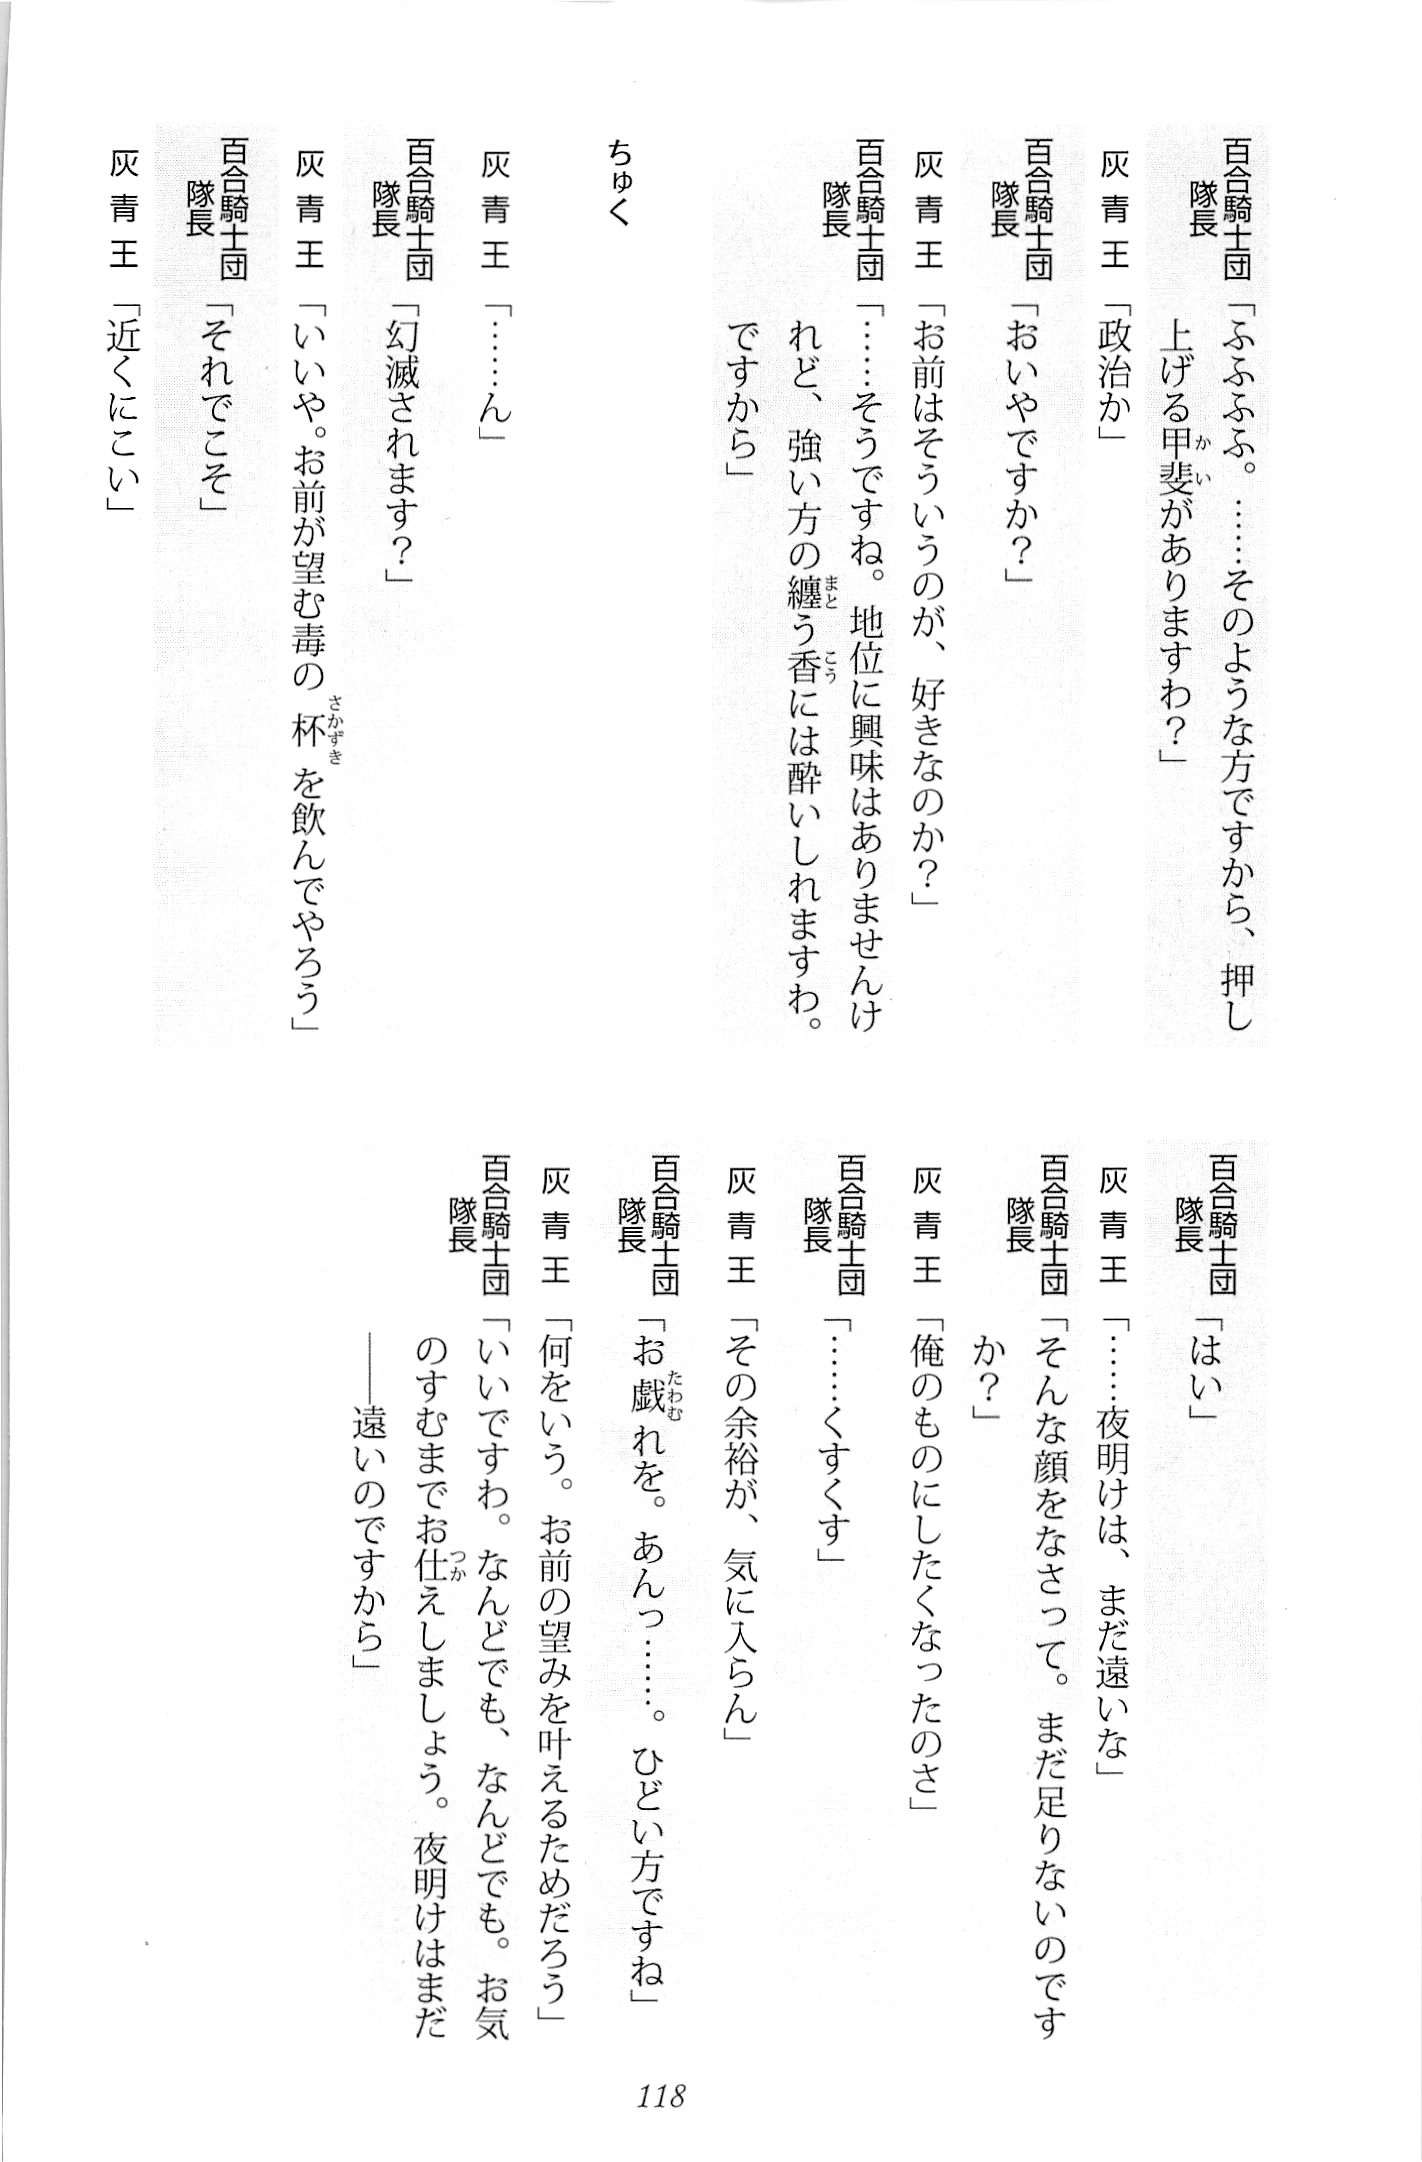 百合騎士団隊長「ふふふふ。……そのような方ですから、押し
上げる甲斐がありますわ？」
灰青王「政治か」
百合騎士団隊長「おいやですか？」
灰青王「お前はそういうのが、好きなのか？」
百合騎士団隊長「……そうですね。地位に興味はありませんけ
れど、強い方の纏う香には酔いしれますわ。
ですから」
ちゅく
灰青王「……ん」
百合騎士団隊長「幻滅されます？」
灰青王「いいや。お前が望む毒の杯を飲んでやろう」
百合騎士団隊長「それでこそ」
灰青王「近くにこい」
百合騎士団隊長「はい」
灰青王「……夜明けは、まだ遠いな」
百合騎士団隊長「そんな顔をなさって。まだ足りないのです
か？」
灰青王「俺のものにしたくなったのさ」
百合騎士団隊長「……くすくす」
灰青王「その余裕が、気に入らん」
百合騎士団隊長「お戯れを。あんっ……。ひどい方ですね」
灰青王「何をいう。お前の望みを叶えるためだろう」
百合騎士団隊長「いいですわ。なんどでも、なんどでも。お気
のすむまでお仕えしましょう。夜明けはまだ
――遠いのですから」
118